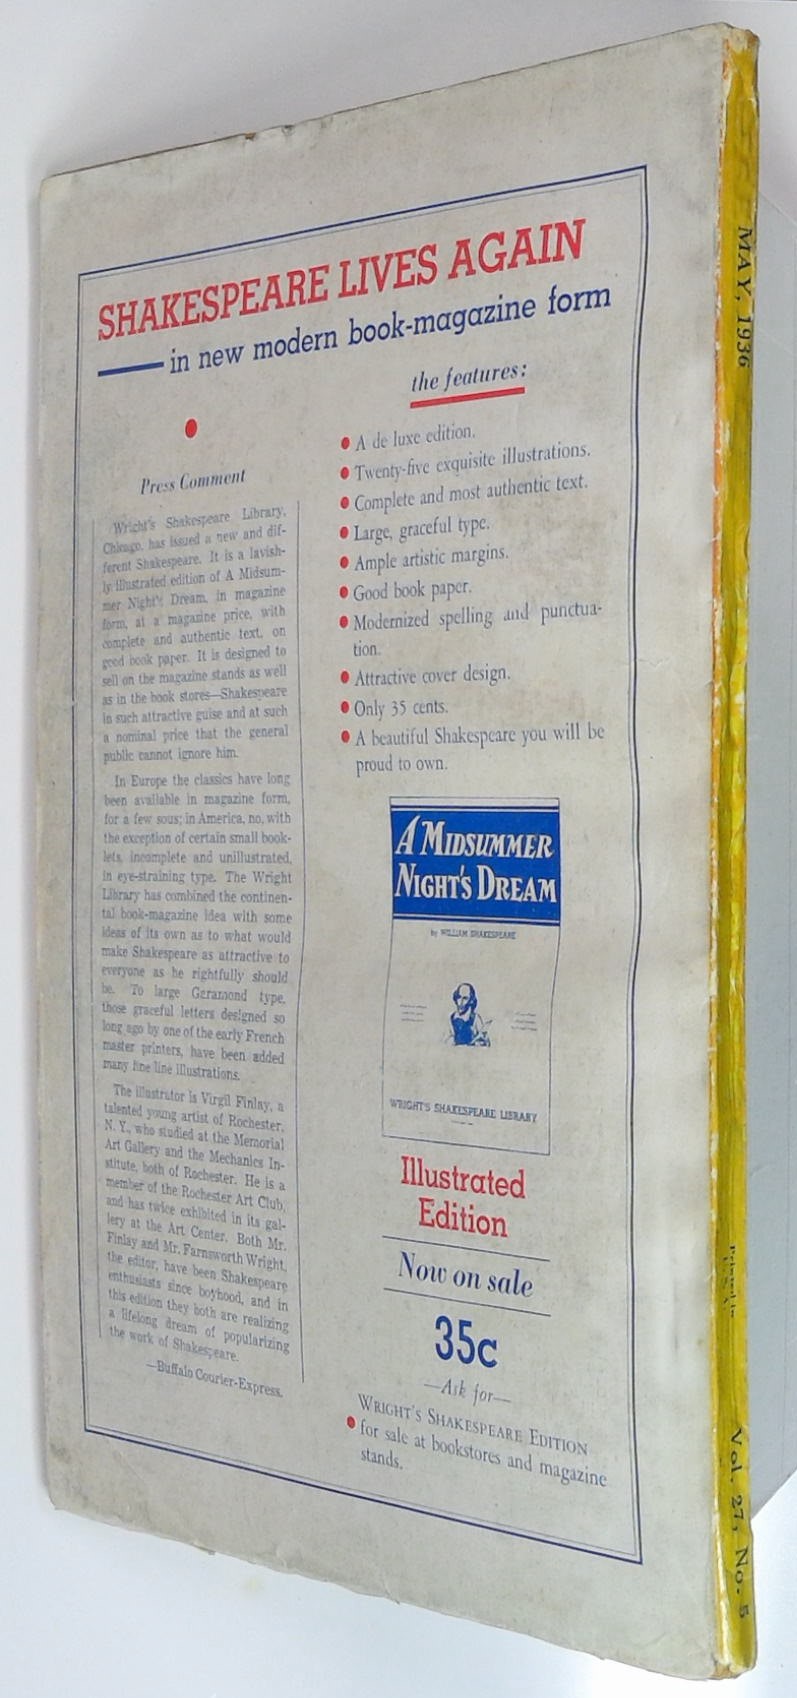 SHAKESPEARE LIVES AGAIN
in new modern book-magazine form
Press Comment
Wright's Shakespeare Library,
Chicago, has issued a new and dif-
ferent Shakespeare. It is a lavish-
ly illustrated edition of A Midsum-
mer Night's Dream, in magazine
form, at a magazine price, with
complete and authentic text, on
good book paper. It is designed to
sell on the magazine stands as well
as in the book stores—Shakespeare
in such attractive guise and at such
a nominal price that the general
public cannot ignore him.
In Europe the classics have long
been available in magazine form,
for a few sous; in America, no, with
the exception of certain small book-
lets, incomplete and unillustrated,
in eye-straining type. The Wright
Library has combined the continen-
tal book-magazine idea with some
ideas of its own as to what would
make Shakespeare as attractive to
everyone as he rightfully should
be. To large Garamond type,
those graceful letters designed so
long ago by one of the early French
master printers, have been added
many fine line illustrations.
The illustrator is Virgil Finlay, a
talented young artist of Rochester,
N. Y., who studied at the Memorial
Art Gallery and the Mechanics In-
stitute, both of Rochester. He is a
member of the Rochester Art Club,
and has twice exhibited in its gal-
lery at the Art Center. Both Mr.
Finlay and Mr. Farnsworth Wright,
the editor, have been Shakespeare
enthusiasts since boyhood, and in
this edition they both are realizing
a lifelong dream of popularizing
the work of Shakespeare.
—Buffalo Courier-Express.
the features:
● A de luxe edition.
● Twenty-five exquisite illustrations.
● Complete and most authentic text.
● Large, graceful type.
● Ample artistic margins.
● Good book paper.
● Modernized spelling and punctua-
tion.
● Attractive cover design.
● Only 35 cents.
● A beautiful Shakespeare you will be
proud to own.
A MIDSUMMER
NIGHT'S DREAM
by WILLIAM SHAKESPEARE
WRIGHT'S SHAKESPEARE LIBRARY
Illustrated
Edition
Now on sale
35c
—Ask for—
WRIGHT'S SHAKESPEARE EDITION
● for sale at bookstores and magazine
stands.
MAY, 1936
Printed in
U. S. A.
Vol. 27, No. 5